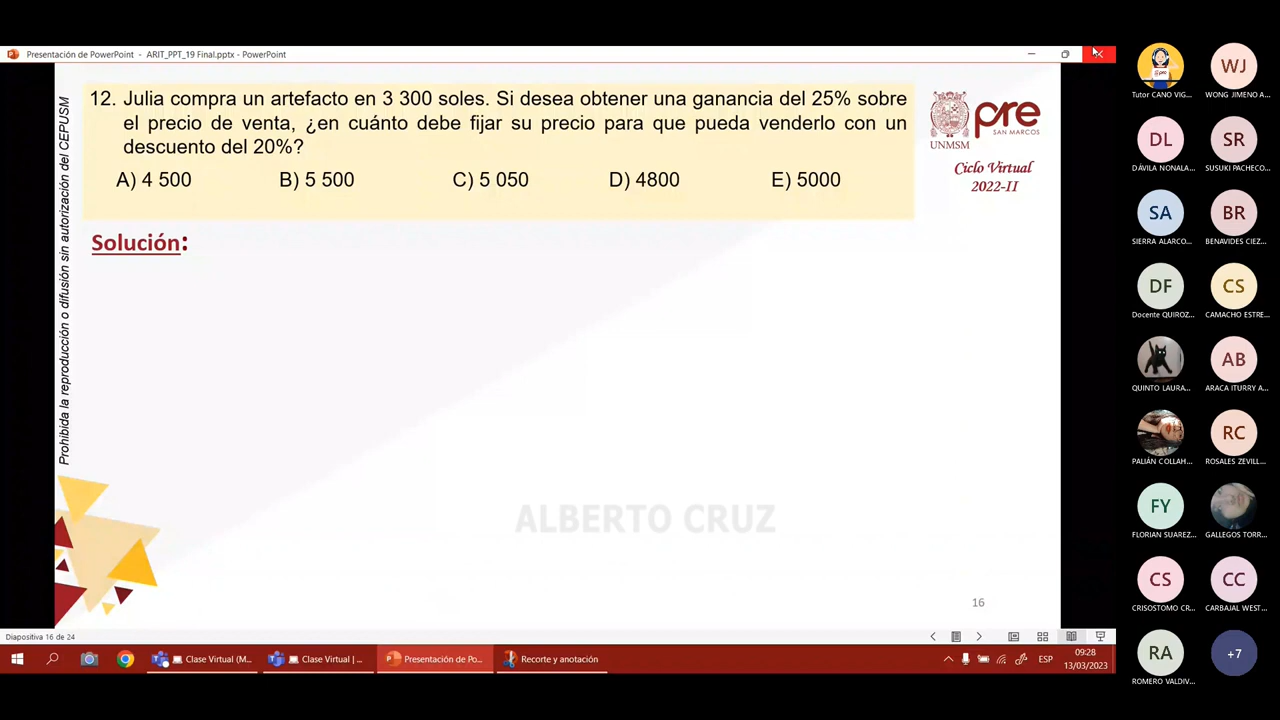 Presentación de PowerPoint - ARIT_PPT_19 Final.pptx - PowerPoint
12. Julia compra un artefacto en 3 300 soles. Si desea obtener una ganancia del 25% sobre
el precio de venta, ¿en cuánto debe fijar su precio para que pueda venderlo con un
descuento del 20%?
A) 4 500 B) 5 500 C) 5 050 D) 4800 E) 5000
UNMSM
pre
SAN MARCOS
Ciclo Virtual
2022-II
Prohibida la reproducción o difusión sin autorización del CEPUSM
Solución:
ALBERTO CRUZ
16
Diapositiva 16 de 24
Clase Virtual (M...
Clase Virtual | ...
Presentación de Po...
Recorte y anotación
ESP
09:28
13/03/2023
Tutor CANO VIG...
WJ
WONG JIMENO A...
DL
DÁVILA NONALA...
SR
SUSUKI PACHECO...
SA
SIERRA ALARCO...
BR
BENAVIDES CIEZ...
DF
Docente QUIROZ...
CS
CAMACHO ESTRE...
QUINTO LAURA...
AB
ARACA ITURRY A...
PALIÁN COLLAH...
RC
ROSALES ZEVILL...
FY
FLORIAN SUAREZ...
GALLEGOS TORR...
CS
CRISOSTOMO CR...
CC
CARBAJAL WEST...
RA
ROMERO VALDIV...
+7